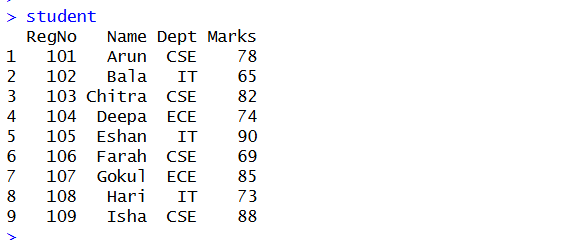 > student
  RegNo   Name Dept Marks
1   101   Arun  CSE    78
2   102   Bala   IT    65
3   103 Chitra  CSE    82
4   104  Deepa  ECE    74
5   105  Eshan   IT    90
6   106  Farah  CSE    69
7   107  Gokul  ECE    85
8   108   Hari   IT    73
9   109   Isha  CSE    88
>